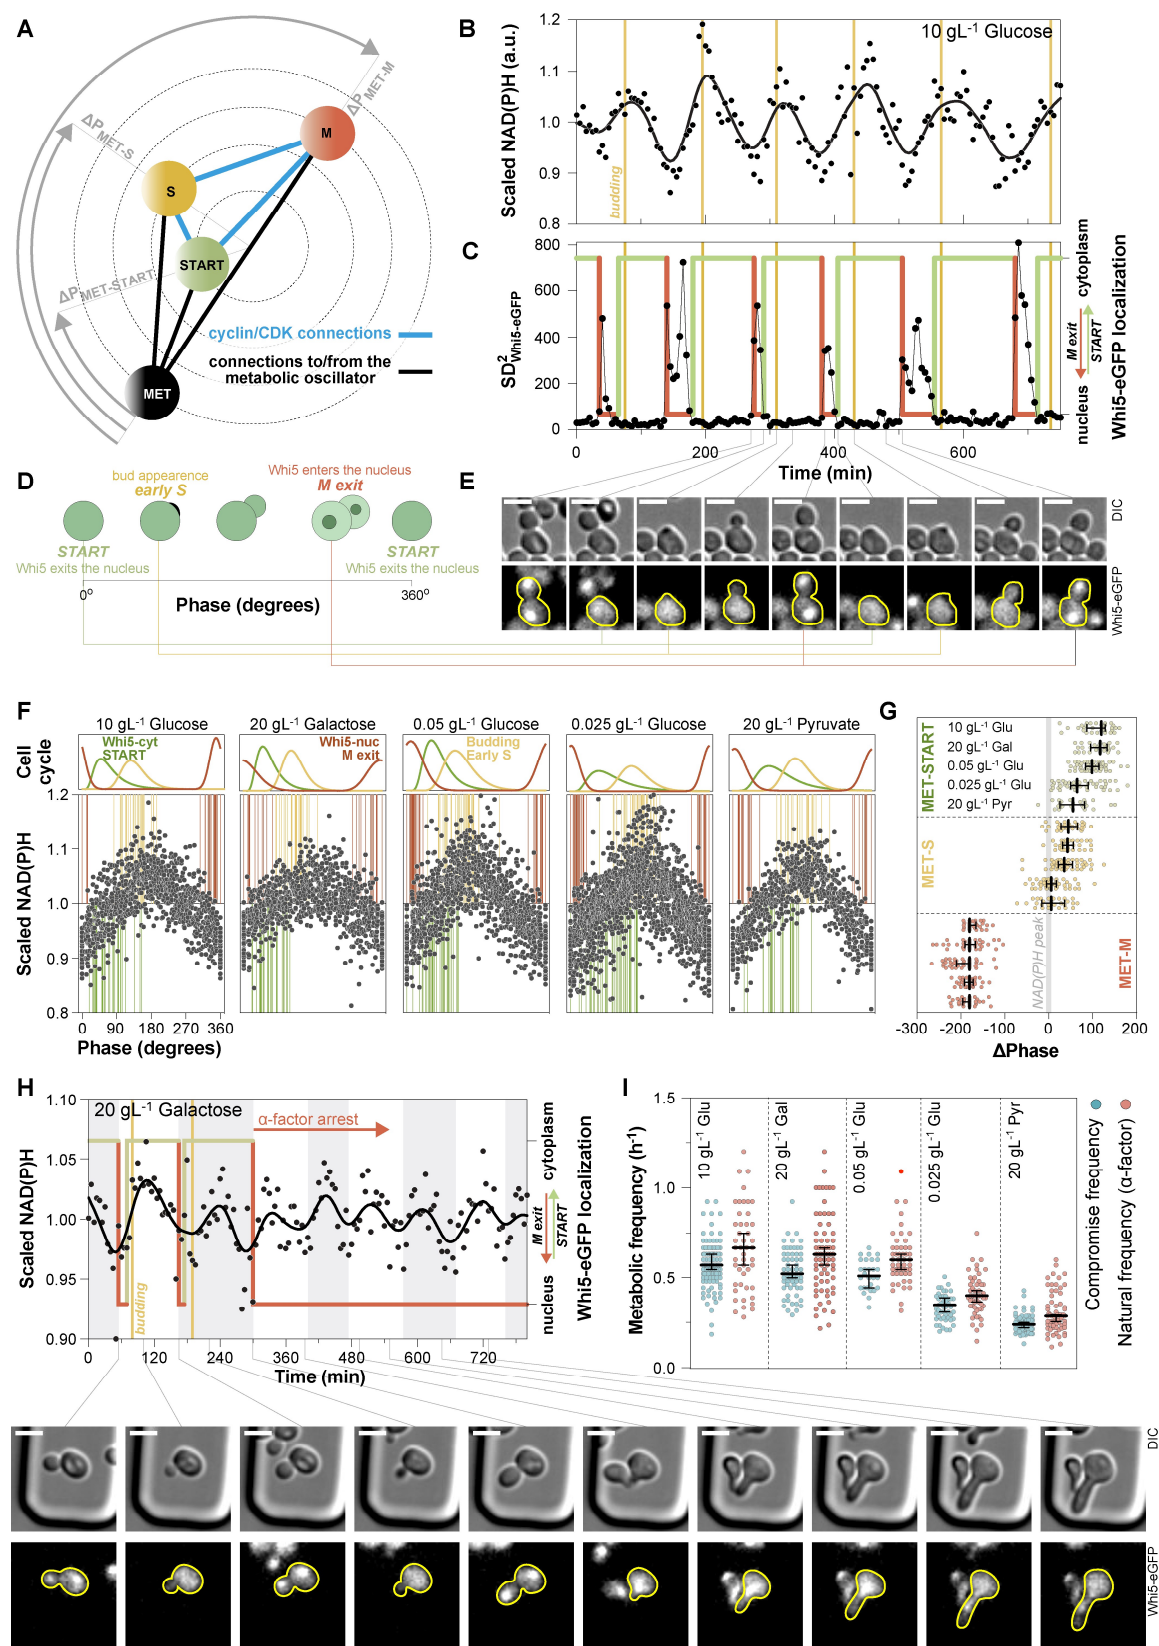 A
ΔP MET-M
ΔP MET-S
ΔP MET-START
M
S
START
MET
cyclin/CDK connections
connections to/from the
metabolic oscillator
B
10 gL-1 Glucose
Scaled NAD(P)H (a.u.)
1.2
1.1
1.0
0.9
0.8
budding
C
SD2 Whi5-eGFP
800
600
400
200
0
0
200
400
600
Time (min)
cytoplasm
M exit
START
nucleus
Whi5-eGFP localization
D
bud appearence
early S
Whi5 enters the nucleus
M exit
START
Whi5 exits the nucleus
START
Whi5 exits the nucleus
0º
Phase (degrees)
360º
E
DIC
Whi5-eGFP
F
10 gL-1 Glucose
20 gL-1 Galactose
0.05 gL-1 Glucose
0.025 gL-1 Glucose
20 gL-1 Pyruvate
Cell
cycle
Whi5-cyt
START
Whi5-nuc
M exit
Budding
Early S
Scaled NAD(P)H
1.2
1.1
1.0
0.9
0.8
0 90 180 270 360
Phase (degrees)
G
MET-START
10 gL-1 Glu
20 gL-1 Gal
0.05 gL-1 Glu
0.025 gL-1 Glu
20 gL-1 Pyr
MET-S
MET-M
NAD(P)H peak
-300 -200 -100 0 100 200
ΔPhase
H
20 gL-1 Galactose
α-factor arrest
Scaled NAD(P)H
1.10
1.05
1.00
0.95
0.90
budding
0 120 240 360 480 600 720
Time (min)
cytoplasm
M exit
START
nucleus
Whi5-eGFP localization
I
Metabolic frequency (h-1)
1.5
1.0
0.5
0.0
10 gL-1 Glu
20 gL-1 Gal
0.05 gL-1 Glu
0.025 gL-1 Glu
20 gL-1 Pyr
Compromise frequency
Natural frequency (α-factor)
DIC
Whi5-eGFP